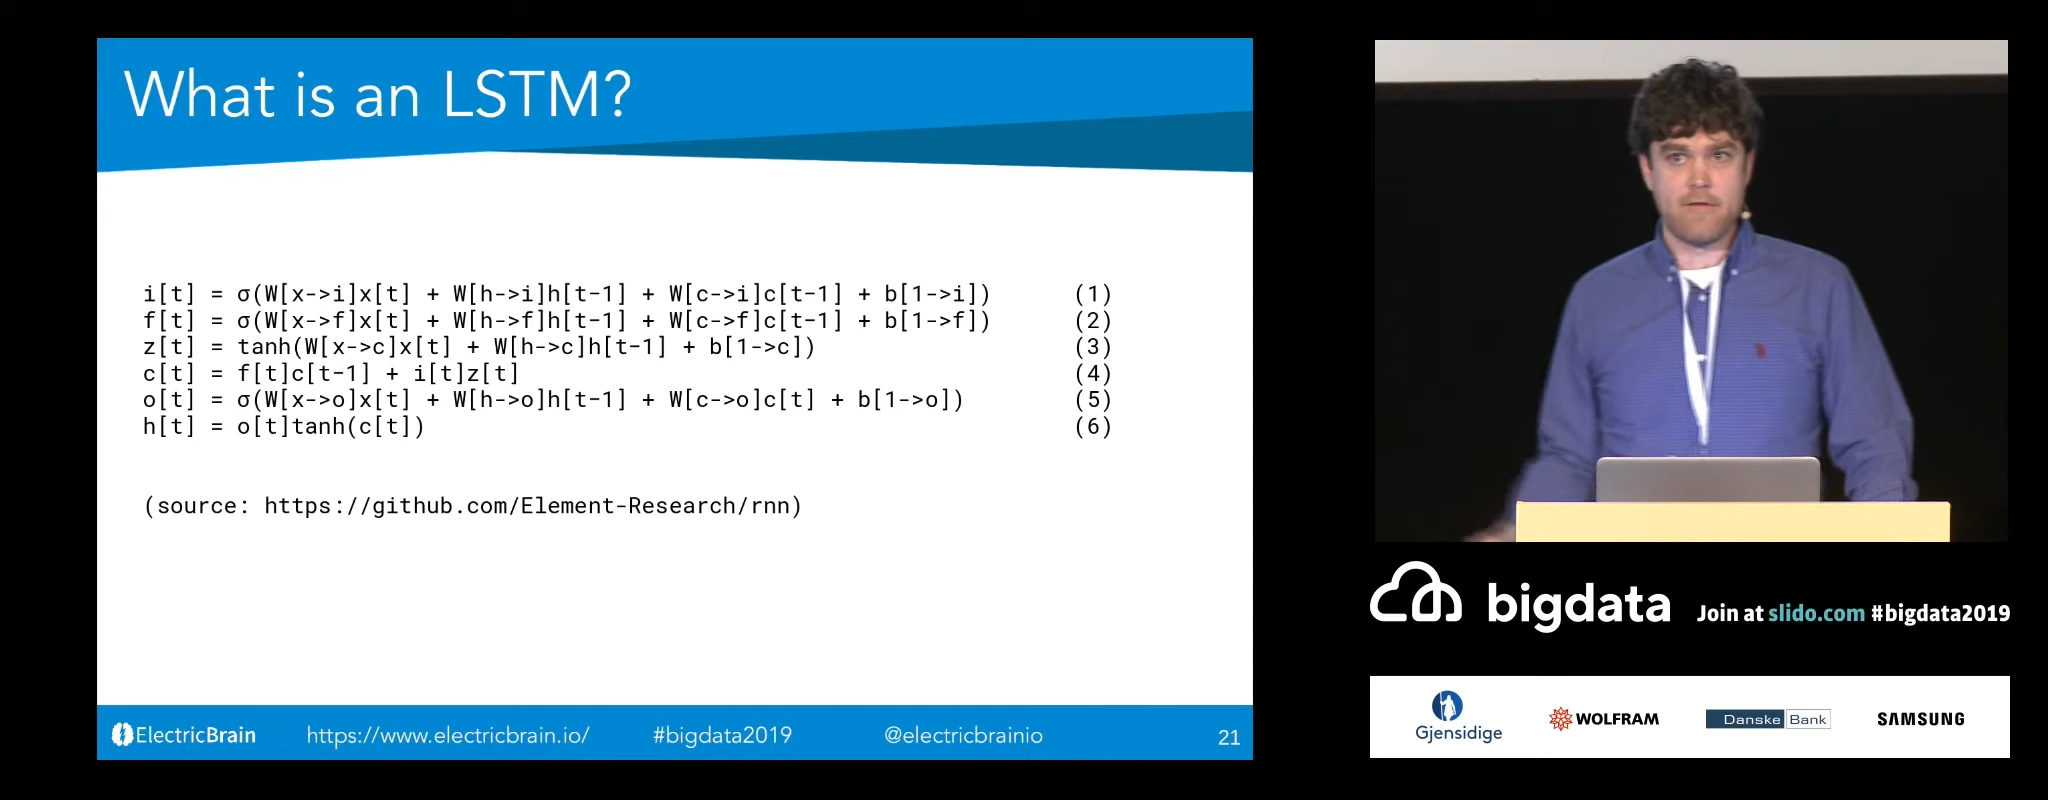 What is an LSTM?
i[t] = σ(W[x->i]x[t] + W[h->i]h[t-1] + W[c->i]c[t-1] + b[1->i]) (1)
f[t] = σ(W[x->f]x[t] + W[h->f]h[t-1] + W[c->f]c[t-1] + b[1->f]) (2)
z[t] = tanh(W[x->c]x[t] + W[h->c]h[t-1] + b[1->c]) (3)
c[t] = f[t]c[t-1] + i[t]z[t] (4)
o[t] = σ(W[x->o]x[t] + W[h->o]h[t-1] + W[c->o]c[t] + b[1->o]) (5)
h[t] = o[t]tanh(c[t]) (6)
(source: https://github.com/Element-Research/rnn)
ElectricBrain https://www.electricbrain.io/ #bigdata2019 @electricbrainio 21
bigdata Join at slido.com #bigdata2019
Gjensidige WOLFRAM Danske Bank SAMSUNG